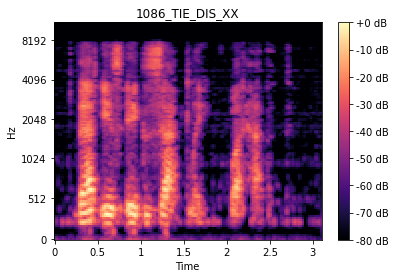 1086_TIE_DIS_XX
+0 dB
8192
-10 dB
4096
-20 dB
-30 dB
2048
Hz
-40 dB
1024
-50 dB
512
-60 dB
-70 dB
0
-80 dB
0 0.5 1 1.5 2 2.5 3
Time